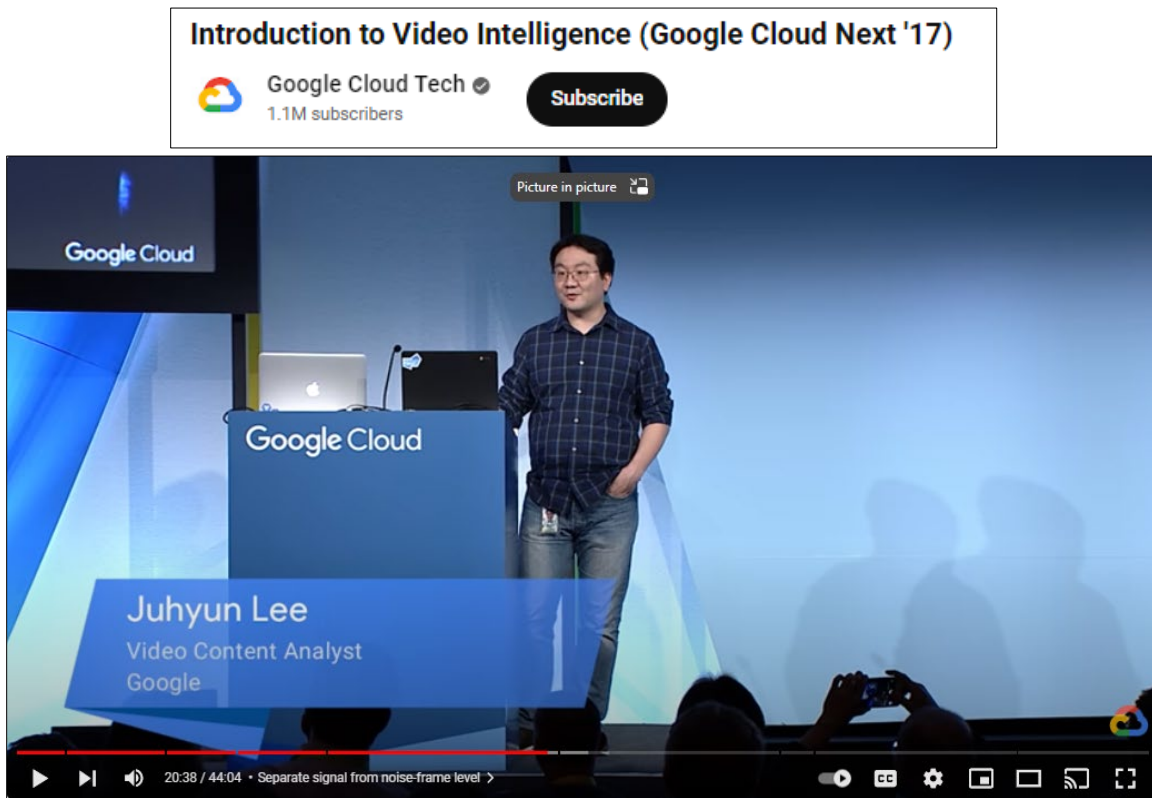 Introduction to Video Intelligence (Google Cloud Next '17)
Google Cloud Tech
1.1M subscribers
Subscribe
Picture in picture
Google Cloud
Google Cloud
Juhyun Lee
Video Content Analyst
Google
20:38 / 44:04 • Separate signal from noise-frame level >
CC